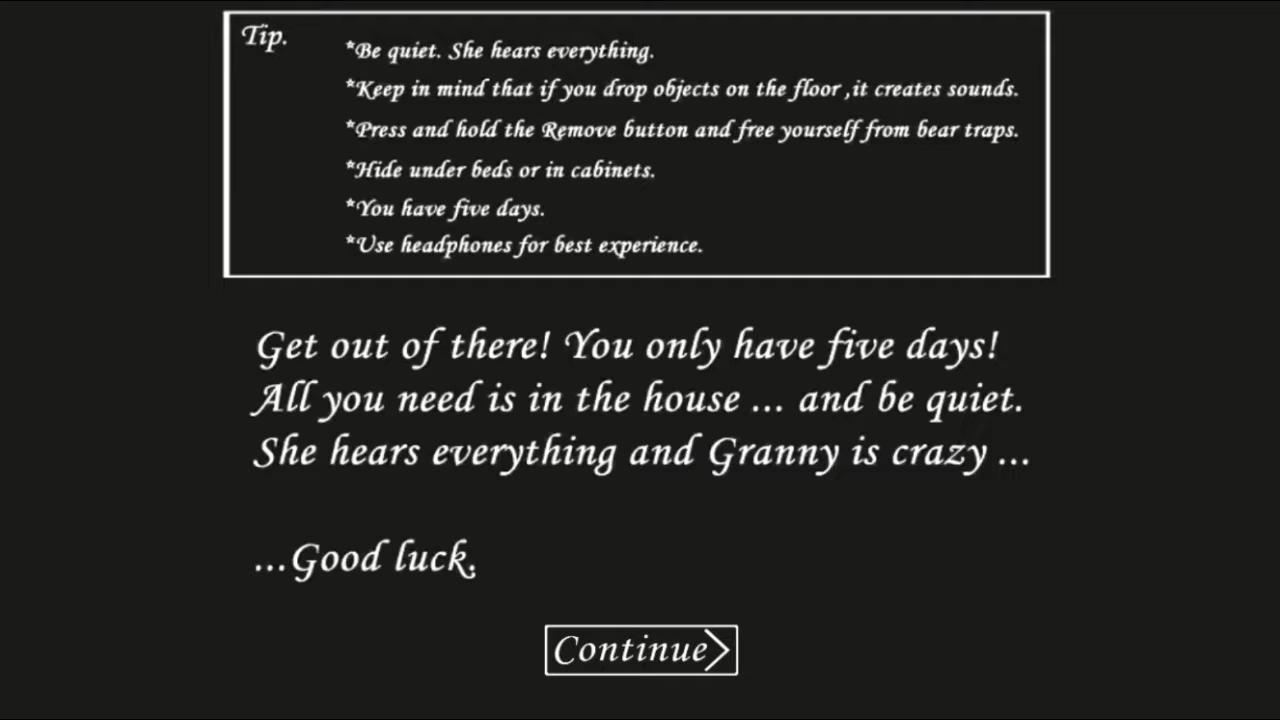 Tip.
*Be quiet. She hears everything.
*Keep in mind that if you drop objects on the floor ,it creates sounds.
*Press and hold the Remove button and free yourself from bear traps.
*Hide under beds or in cabinets.
*You have five days.
*Use headphones for best experience.
Get out of there! You only have five days!
All you need is in the house ... and be quiet.
She hears everything and Granny is crazy ...
...Good luck.
Continue>